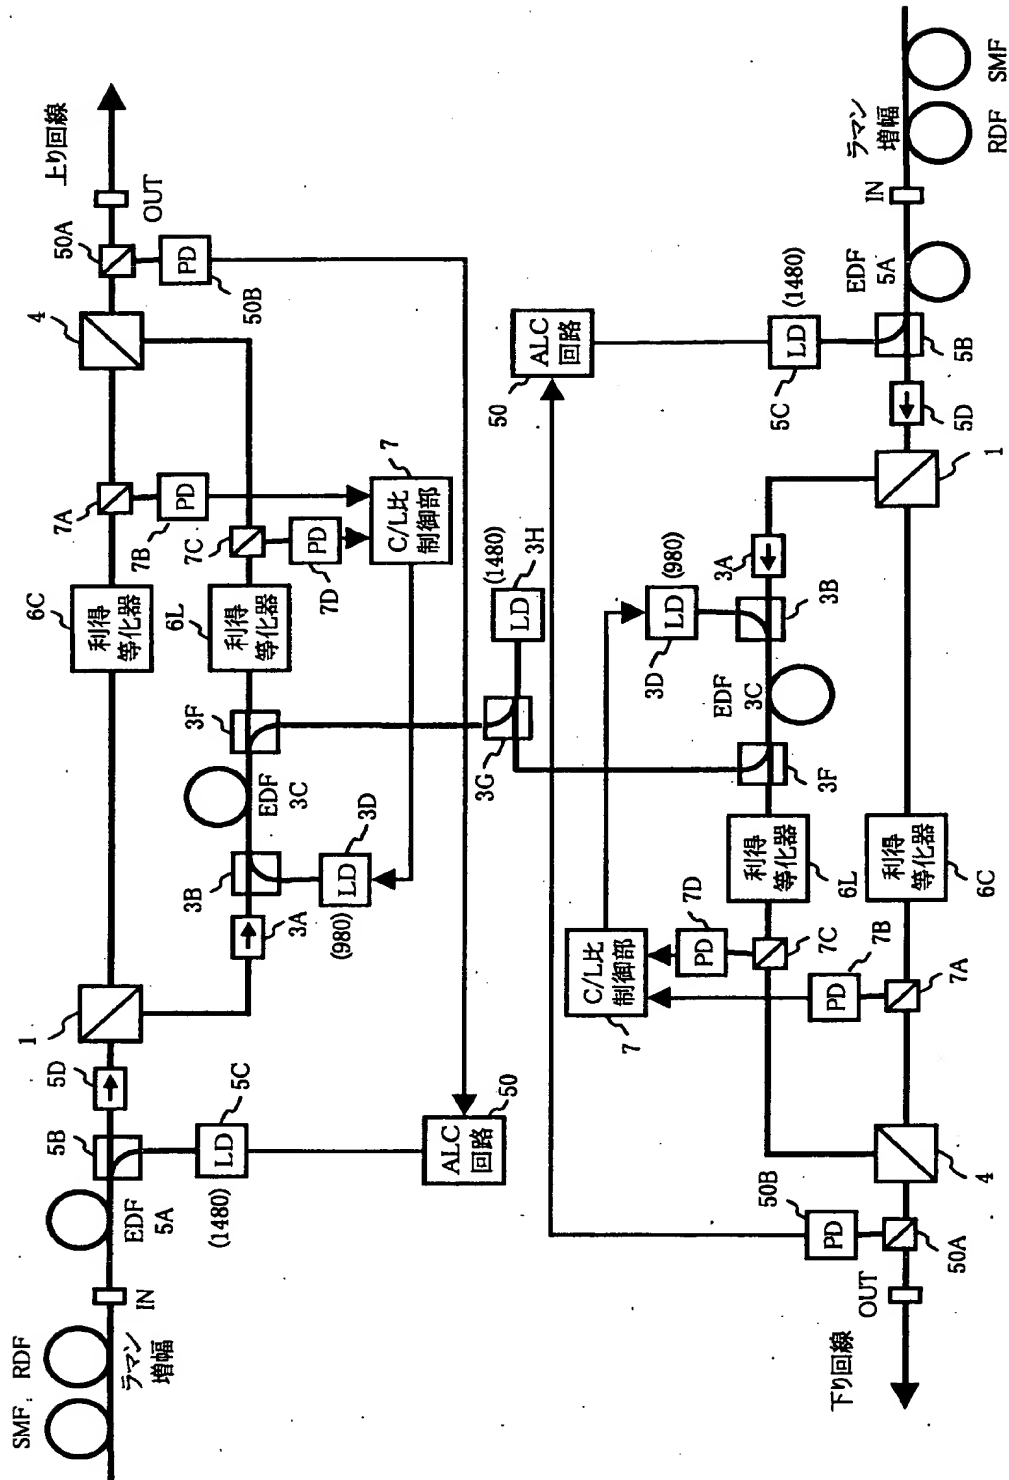 SMF
RDF
ラマン
増幅
IN
EDF
5A
5B
5D
1
5C
LD
(1480)
ALC
回路
50
3A
3B
LD
(980)
3D
EDF
3C
3F
6C
利得
等化器
6L
利得
等化器
7A
PD
7B
7C
PD
7D
C/L比
制御部
7
4
50A
PD
50B
OUT
上り回線
3G
LD
(1480)
3H
下り回線
OUT
50A
PD
50B
4
7A
PD
7B
7C
PD
7D
C/L比
制御部
7
6C
利得
等化器
6L
利得
等化器
3F
EDF
3C
3B
LD
(980)
3D
3A
1
ALC
回路
50
5C
LD
(1480)
5D
5B
EDF
5A
IN
ラマン
増幅
RDF
SMF